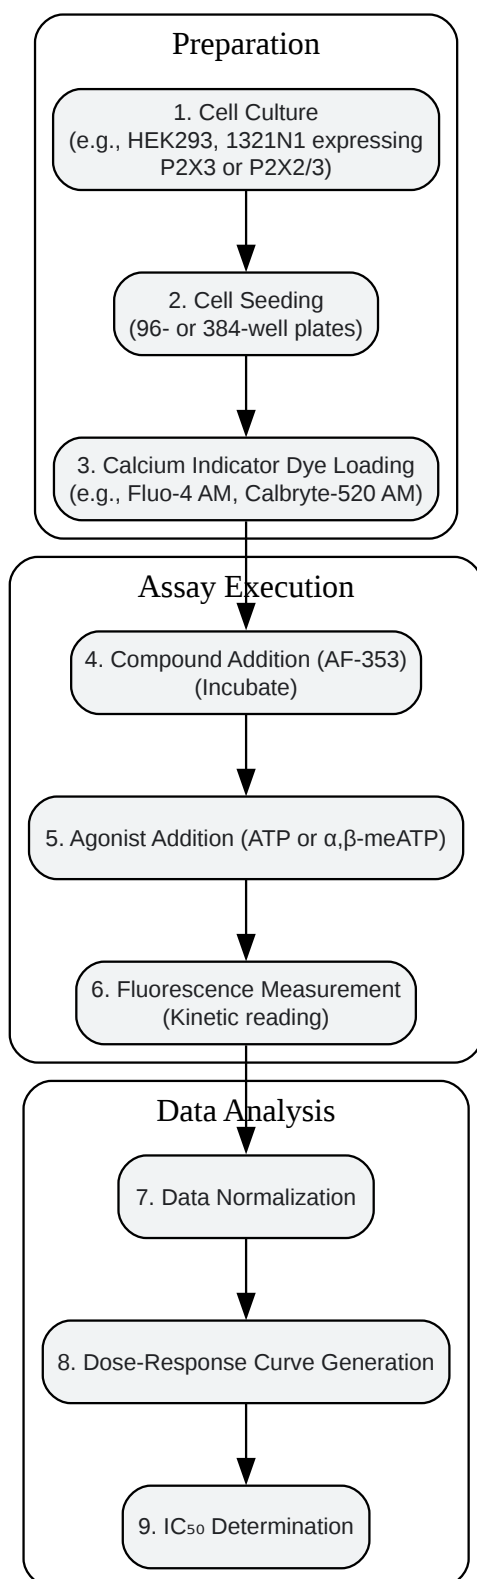 Preparation
1. Cell Culture
(e.g., HEK293, 1321N1 expressing
P2X3 or P2X2/3)
2. Cell Seeding
(96- or 384-well plates)
3. Calcium Indicator Dye Loading
(e.g., Fluo-4 AM, Calbryte-520 AM)
Assay Execution
4. Compound Addition (AF-353)
(Incubate)
5. Agonist Addition (ATP or α,β-meATP)
6. Fluorescence Measurement
(Kinetic reading)
Data Analysis
7. Data Normalization
8. Dose-Response Curve Generation
9. IC₅₀ Determination